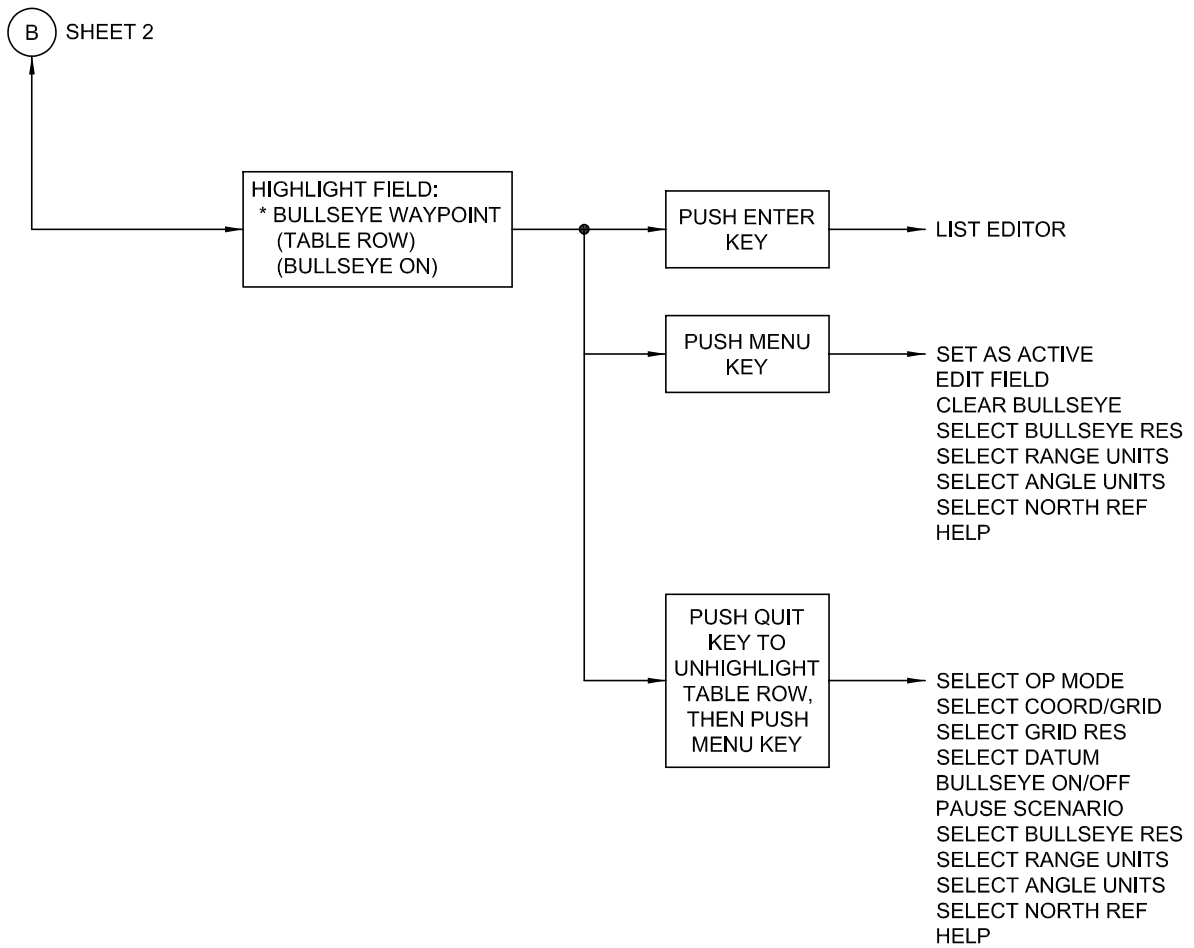 B SHEET 2
HIGHLIGHT FIELD:
* BULLSEYE WAYPOINT
(TABLE ROW)
(BULLSEYE ON)
PUSH ENTER
KEY
LIST EDITOR
PUSH MENU
KEY
SET AS ACTIVE
EDIT FIELD
CLEAR BULLSEYE
SELECT BULLSEYE RES
SELECT RANGE UNITS
SELECT ANGLE UNITS
SELECT NORTH REF
HELP
PUSH QUIT
KEY TO
UNHIGHLIGHT
TABLE ROW,
THEN PUSH
MENU KEY
SELECT OP MODE
SELECT COORD/GRID
SELECT GRID RES
SELECT DATUM
BULLSEYE ON/OFF
PAUSE SCENARIO
SELECT BULLSEYE RES
SELECT RANGE UNITS
SELECT ANGLE UNITS
SELECT NORTH REF
HELP